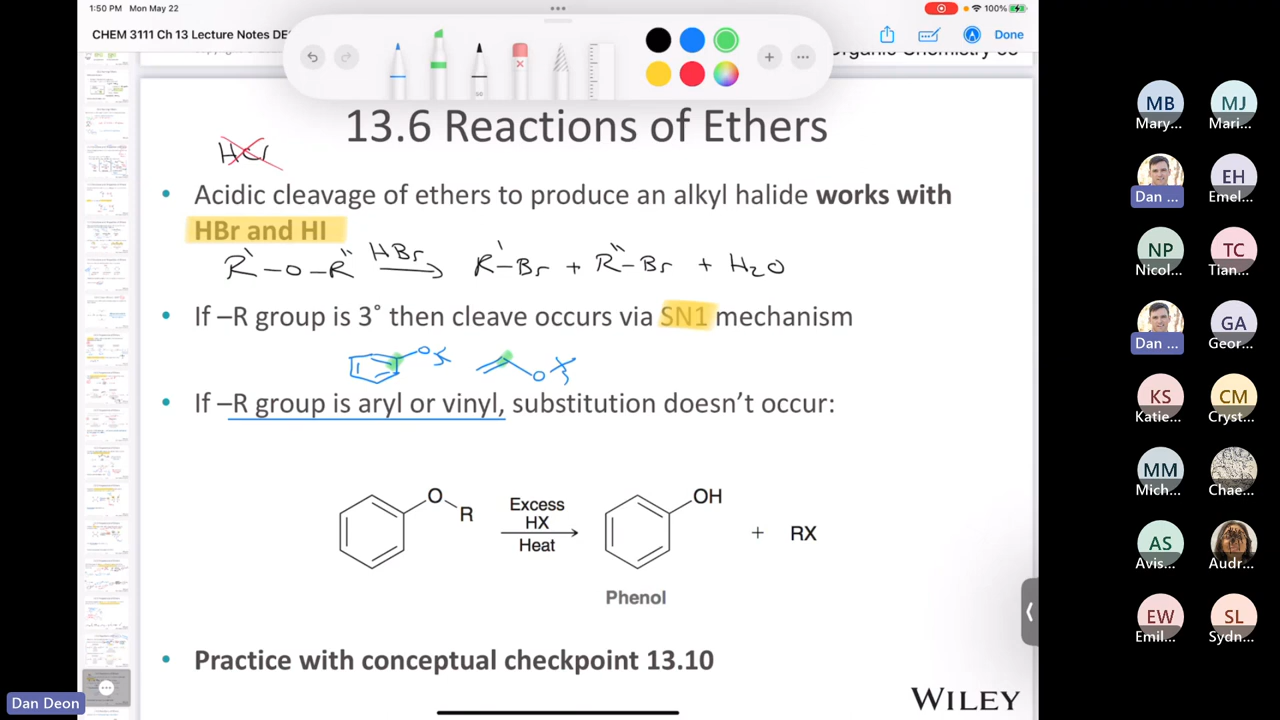 1:50 PM Mon May 22
100%
CHEM 3111 Ch 13 Lecture Notes DE
Done
13.6 Reactions of Ethers
HCl
• Acidic cleavage of ethers to produce an alkyl halide works with
HBr and HI
R'-O-R'' HBr R'-Br + R''-Br + H2O
• If –R group is 3° then cleave occurs via SN1 mechanism
O
O
• If –R group is aryl or vinyl, substitution doesn't occur:
O
R
Excess
HX
Heat
OH
+ RX
Phenol
• Practice with conceptual checkpoint 13.10
WILEY
Dan Deon
MB
Mary...
MJ
Mari...
Dan ...
EH
Emel...
NP
Nicol...
TC
Tian...
Dan ...
GA
Geor...
KS
Katie...
CM
Cryst...
MM
Mich...
Chae...
AS
Avis...
Audr...
EW
Emil...
SJ
Sydn...